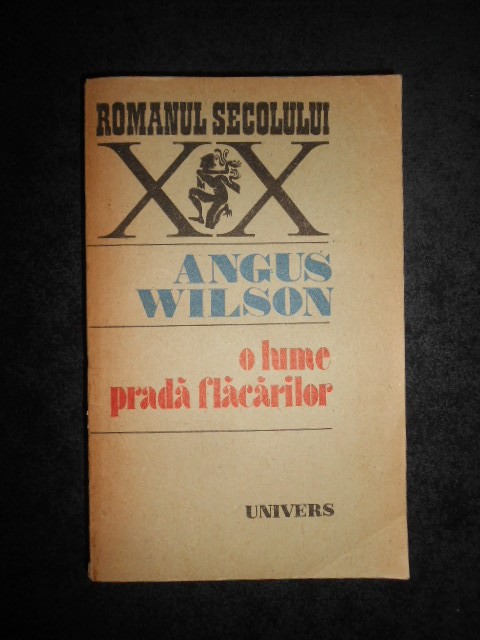 ROMANUL SECOLULUI
XX
ANGUS
WILSON
o lume
pradă flăcărilor
UNIVERS